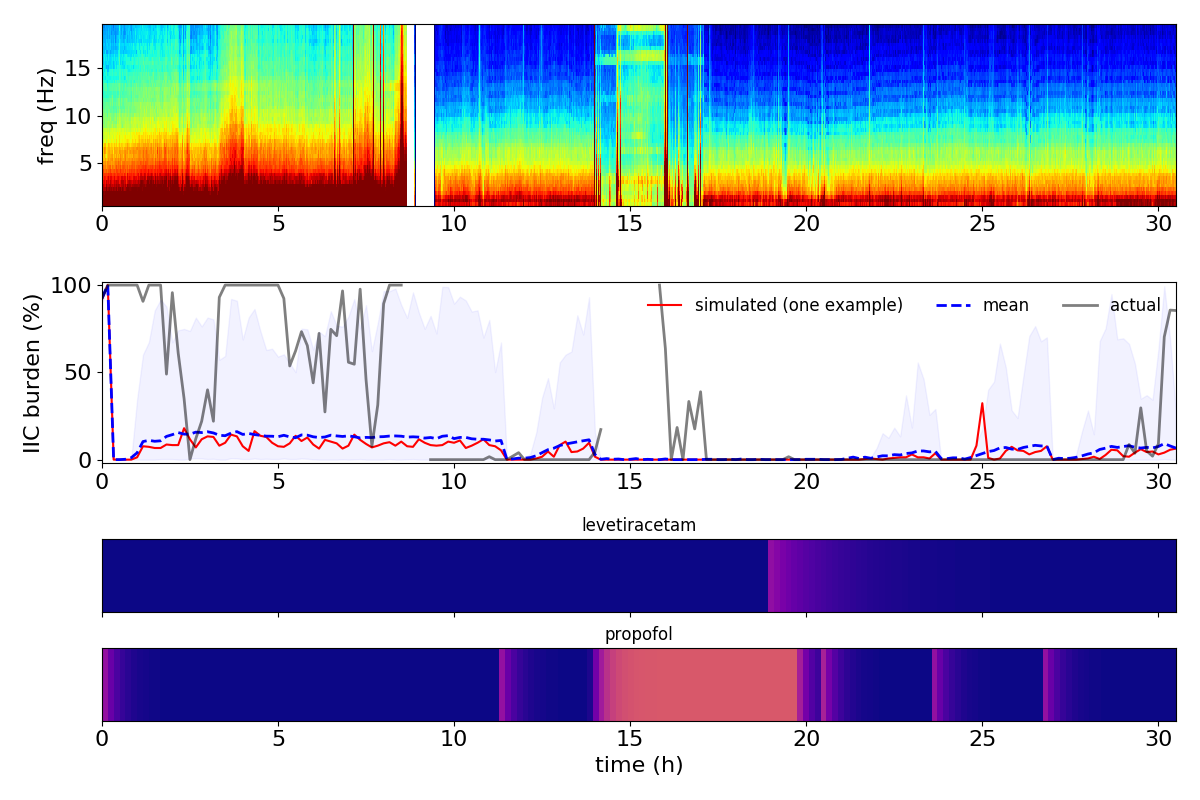 freq (Hz)
15
10
5
0 5 10 15 20 25 30
IIC burden (%)
100
50
0
simulated (one example) mean actual
0 5 10 15 20 25 30
levetiracetam
propofol
0 5 10 15 20 25 30
time (h)